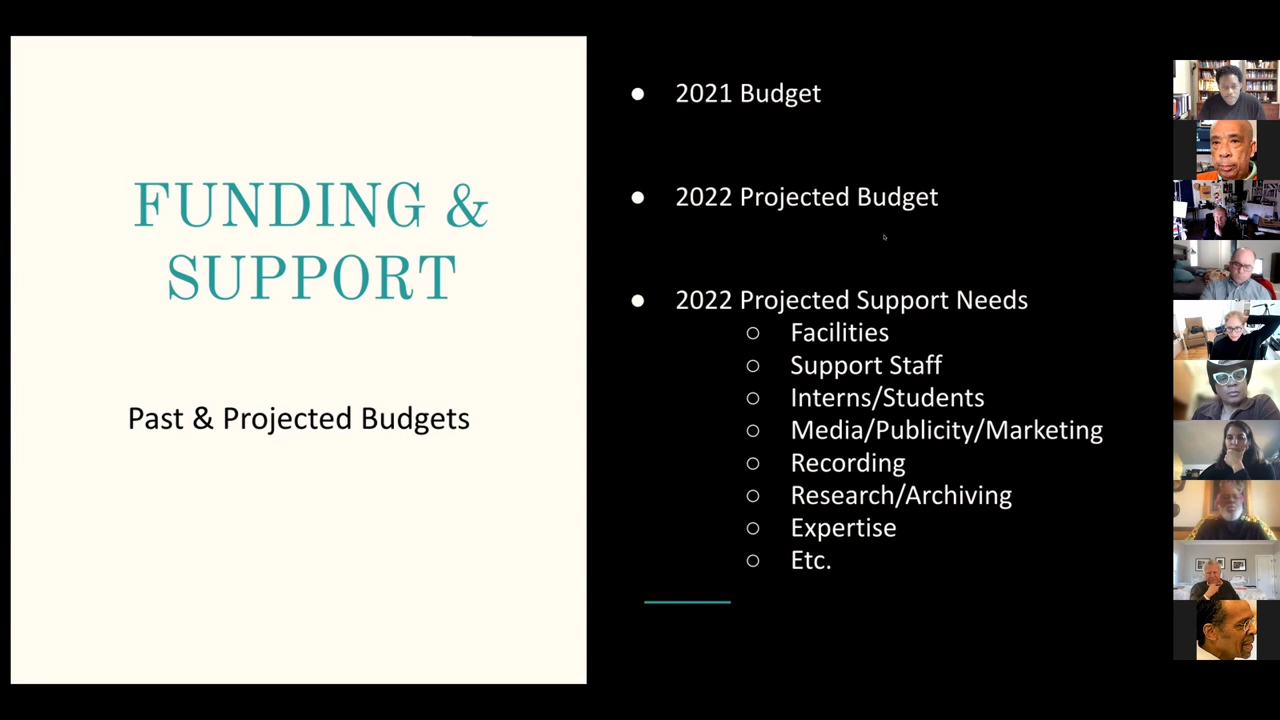 FUNDING &
SUPPORT
Past & Projected Budgets
● 2021 Budget
● 2022 Projected Budget
● 2022 Projected Support Needs
○ Facilities
○ Support Staff
○ Interns/Students
○ Media/Publicity/Marketing
○ Recording
○ Research/Archiving
○ Expertise
○ Etc.